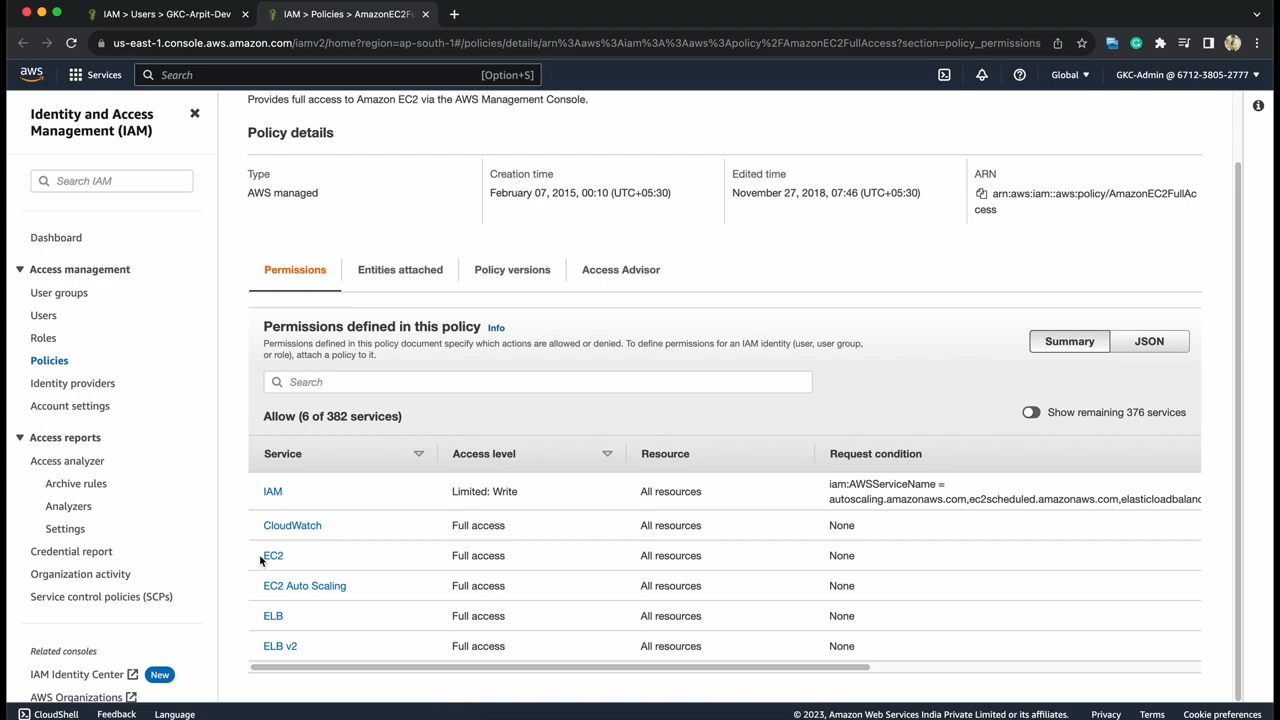 IAM > Users > GKC-Arpit-Dev
IAM > Policies > AmazonEC2F
us-east-1.console.aws.amazon.com/iamv2/home?region=ap-south-1#/policies/details/arn%3Aaws%3Aiam%3A%3Aaws%3Apolicy%2FAmazonEC2FullAccess?section=policy_permissions
aws
Services
Search
[Option+S]
Global
GKC-Admin @ 6712-3805-2777
Identity and Access
Management (IAM)
Search IAM
Dashboard
Access management
User groups
Users
Roles
Policies
Identity providers
Account settings
Access reports
Access analyzer
Archive rules
Analyzers
Settings
Credential report
Organization activity
Service control policies (SCPs)
Related consoles
IAM Identity Center
New
AWS Organizations
Provides full access to Amazon EC2 via the AWS Management Console.
Policy details
Type
AWS managed
Creation time
February 07, 2015, 00:10 (UTC+05:30)
Edited time
November 27, 2018, 07:46 (UTC+05:30)
ARN
arn:aws:iam::aws:policy/AmazonEC2FullAc
cess
Permissions
Entities attached
Policy versions
Access Advisor
Permissions defined in this policy Info
Permissions defined in this policy document specify which actions are allowed or denied. To define permissions for an IAM identity (user, user group,
or role), attach a policy to it.
Summary
JSON
Search
Allow (6 of 382 services)
Show remaining 376 services
Service
Access level
Resource
Request condition
IAM
Limited: Write
All resources
iam:AWSServiceName =
autoscaling.amazonaws.com,ec2scheduled.amazonaws.com,elasticloadbalanc
CloudWatch
Full access
All resources
None
EC2
Full access
All resources
None
EC2 Auto Scaling
Full access
All resources
None
ELB
Full access
All resources
None
ELB v2
Full access
All resources
None
CloudShell
Feedback
Language
© 2023, Amazon Web Services India Private Limited or its affiliates.
Privacy
Terms
Cookie preferences